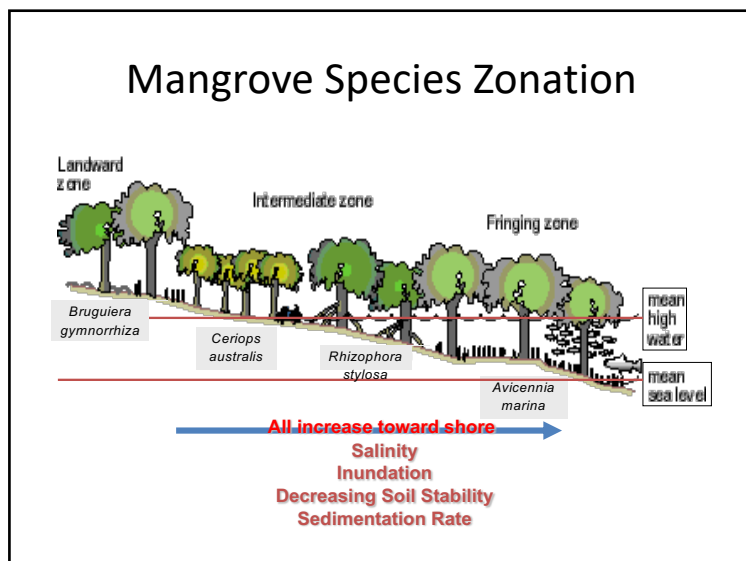 Mangrove Species Zonation
Landward
zone
Intermediate zone
Fringing zone
mean
high
water
Bruguiera
gymnorrhiza
Ceriops
australis
Rhizophora
stylosa
mean
sea level
Avicennia
marina
All increase toward shore
Salinity
Inundation
Decreasing Soil Stability
Sedimentation Rate